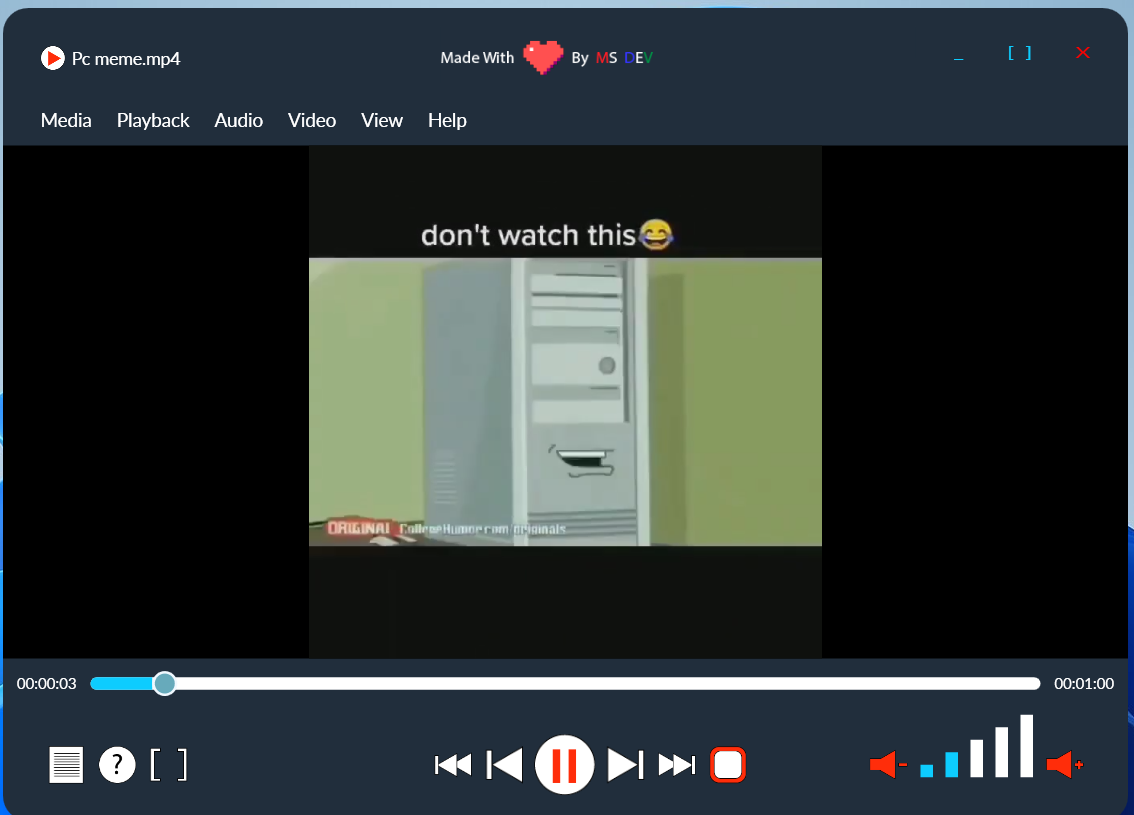 Pc meme.mp4
Made With By MS DEV
_ [ ] ×
Media Playback Audio Video View Help
don't watch this😂
ORIGINAL CollegeHumor.com/originals
00:00:03
00:01:00
? [ ]
- +